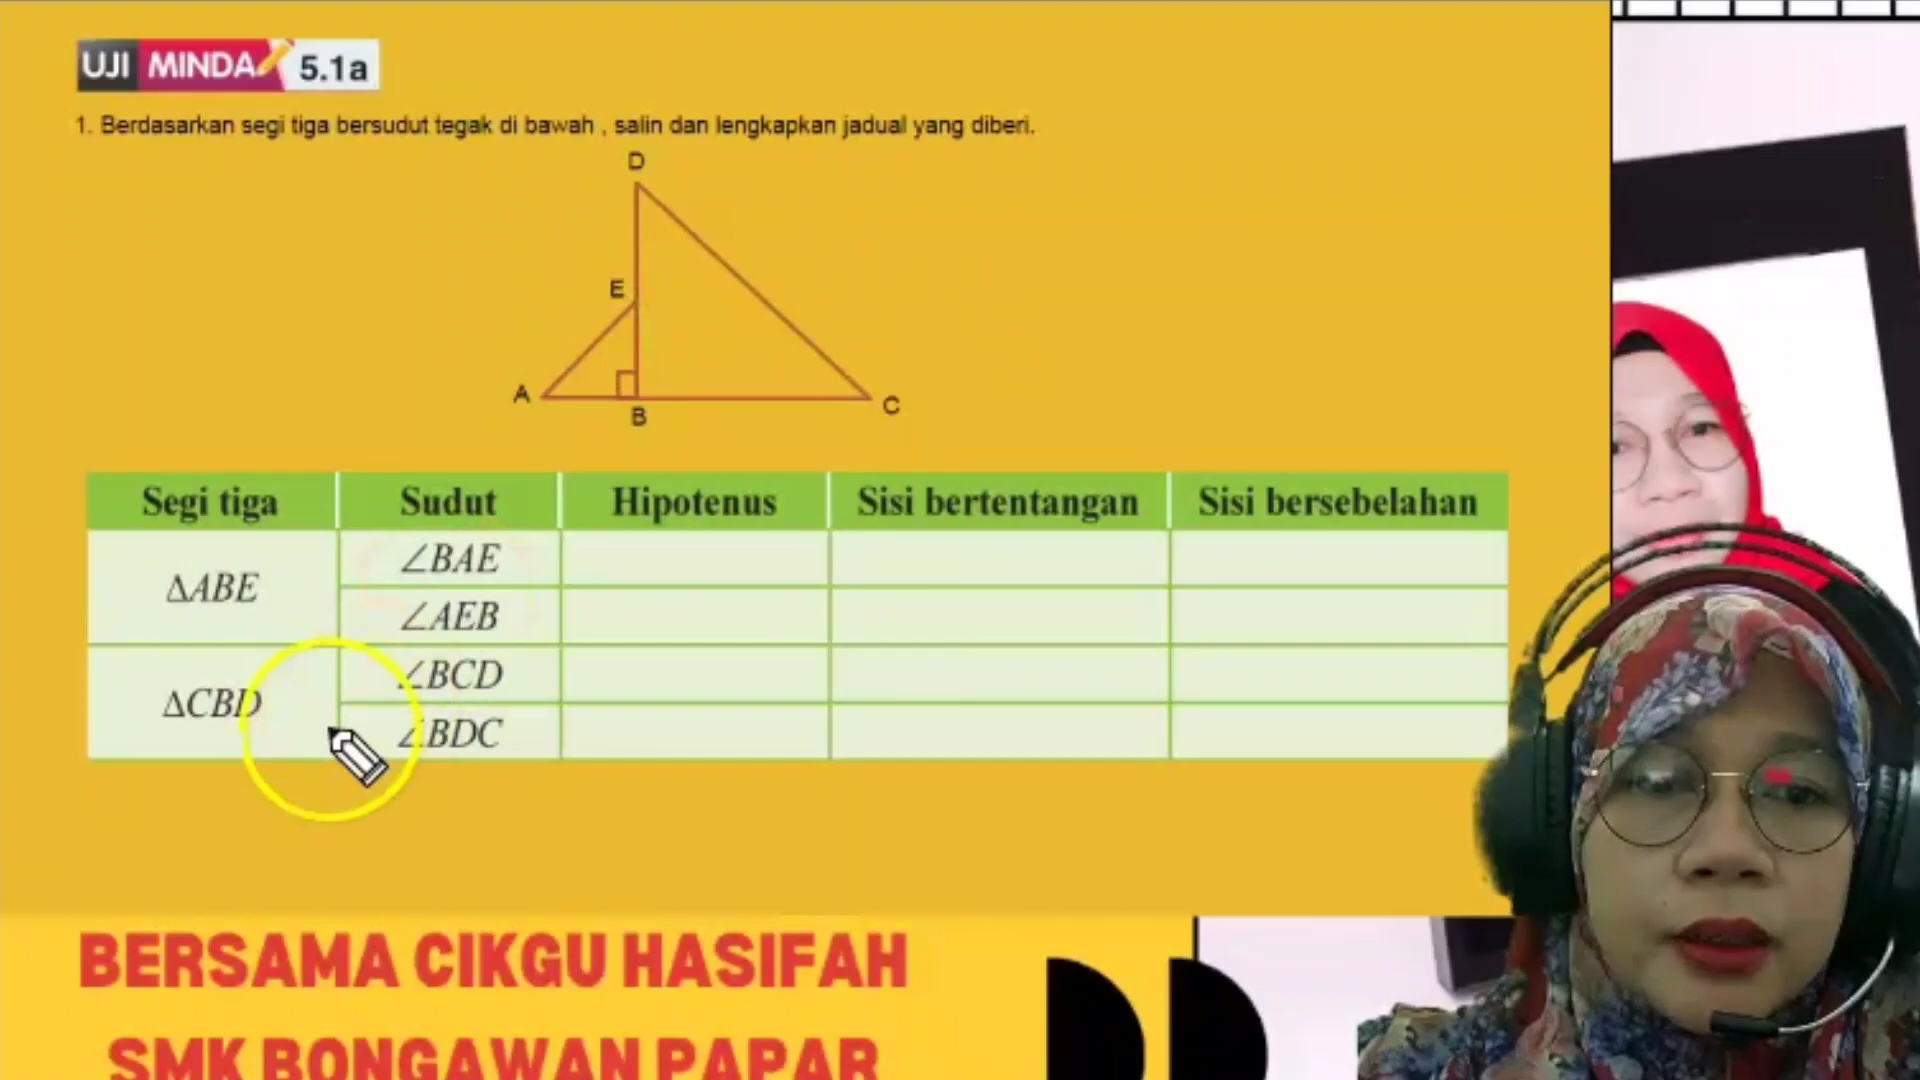 UJI MINDA 5.1a
1. Berdasarkan segi tiga bersudut tegak di bawah , salin dan lengkapkan jadual yang diberi.
D
E
A
B
C
Segi tiga Sudut Hipotenus Sisi bertentangan Sisi bersebelahan
ΔABE
∠BAE
∠AEB
ΔCBD
∠BCD
∠BDC
BERSAMA CIKGU HASIFAH
SMK BONGAWAN PAPAR